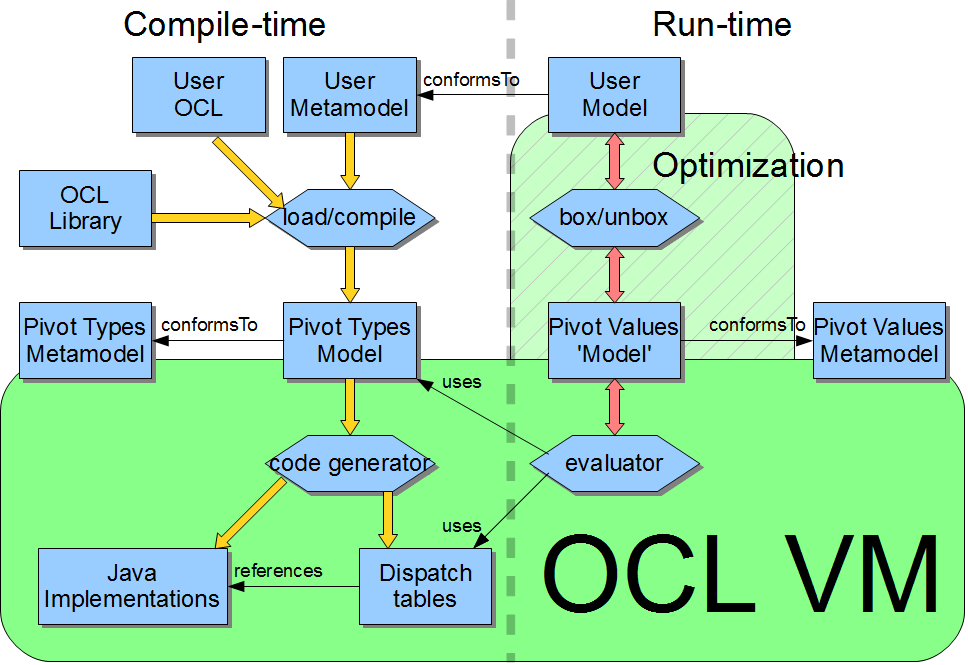 Compile-time
Run-time
User
OCL
User
Metamodel
conformsTo
User
Model
Optimization
OCL
Library
load/compile
box/unbox
Pivot Types
Metamodel
conformsTo
Pivot Types
Model
Pivot Values
'Model'
conformsTo
Pivot Values
Metamodel
uses
code generator
evaluator
uses
Java
Implementations
references
Dispatch
tables
OCL VM